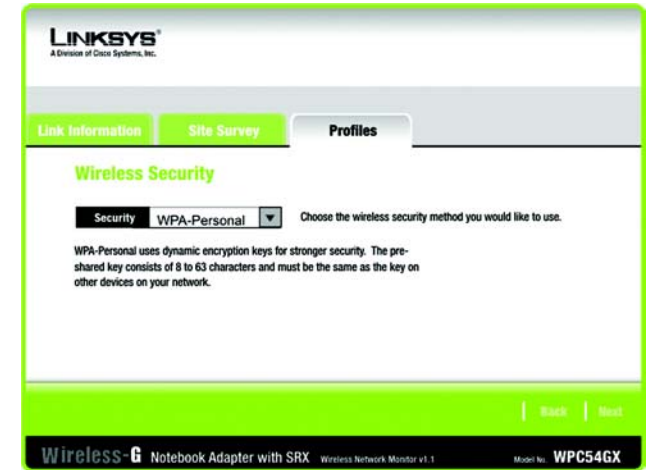 LINKSYS®
A Division of Cisco Systems, Inc.
Link Information
Site Survey
Profiles
Wireless Security
Security
WPA-Personal
Choose the wireless security method you would like to use.
WPA-Personal uses dynamic encryption keys for stronger security. The pre-
shared key consists of 8 to 63 characters and must be the same as the key on
other devices on your network.
Back
Next
Wireless-G Notebook Adapter with SRX Wireless Network Monitor v1.1 Model No. WPC54GX